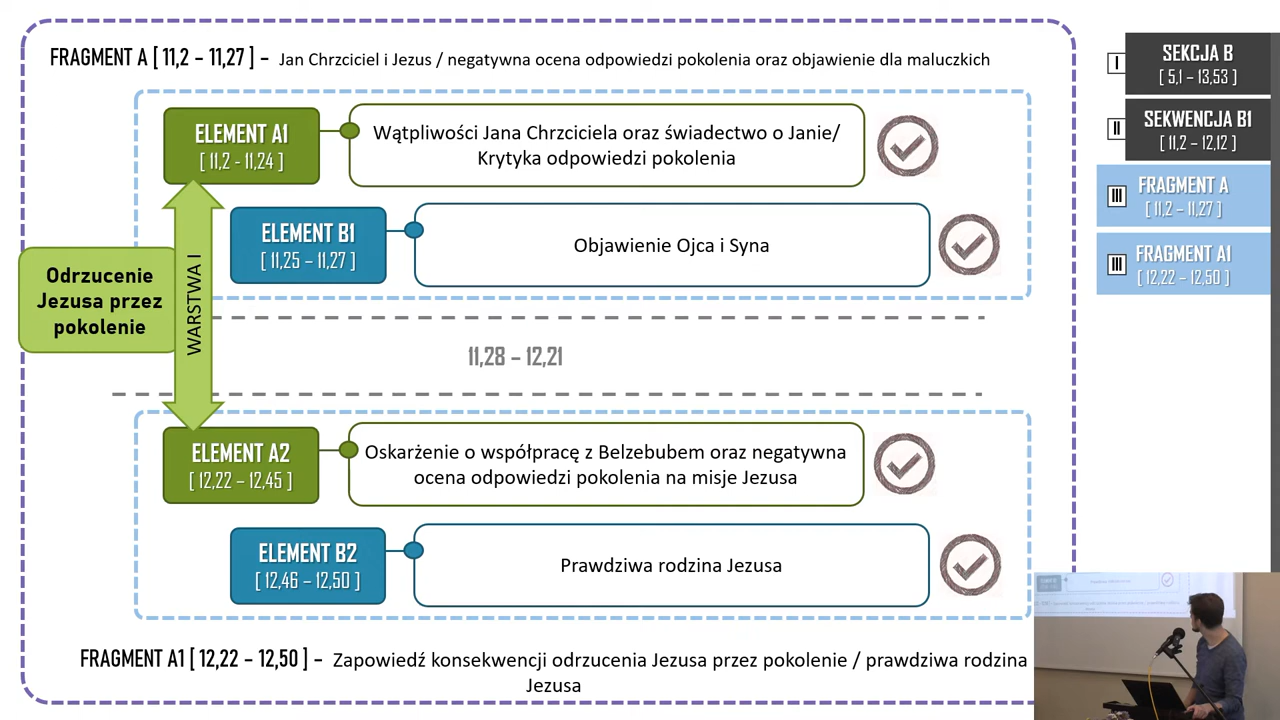 FRAGMENT A [ 11,2 – 11,27 ] – Jan Chrzciciel i Jezus / negatywna ocena odpowiedzi pokolenia oraz objawienie dla maluczkich
ELEMENT A1
[ 11,2 - 11,24 ]
Wątpliwości Jana Chrzciciela oraz świadectwo o Janie/
Krytyka odpowiedzi pokolenia
ELEMENT B1
[ 11,25 – 11,27 ]
Objawienie Ojca i Syna
Odrzucenie
Jezusa przez
pokolenie
WARSTWA I
11,28 – 12,21
ELEMENT A2
[ 12,22 – 12,45 ]
Oskarżenie o współpracę z Belzebubem oraz negatywna
ocena odpowiedzi pokolenia na misje Jezusa
ELEMENT B2
[ 12,46 – 12,50 ]
Prawdziwa rodzina Jezusa
FRAGMENT A1 [ 12,22 – 12,50 ] – Zapowiedź konsekwencji odrzucenia Jezusa przez pokolenie / prawdziwa rodzina
Jezusa
I
SEKCJA B
[ 5,1 – 13,53 ]
II
SEKWENCJA B1
[ 11,2 – 12,12 ]
III
FRAGMENT A
[ 11,2 – 11,27 ]
III
FRAGMENT A1
[ 12,22 – 12,50 ]